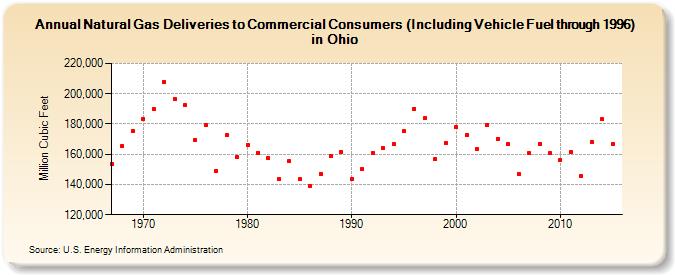 Annual Natural Gas Deliveries to Commercial Consumers (Including Vehicle Fuel through 1996)
in Ohio
Million Cubic Feet
220,000
200,000
180,000
160,000
140,000
120,000
1970
1980
1990
2000
2010
Source: U.S. Energy Information Administration